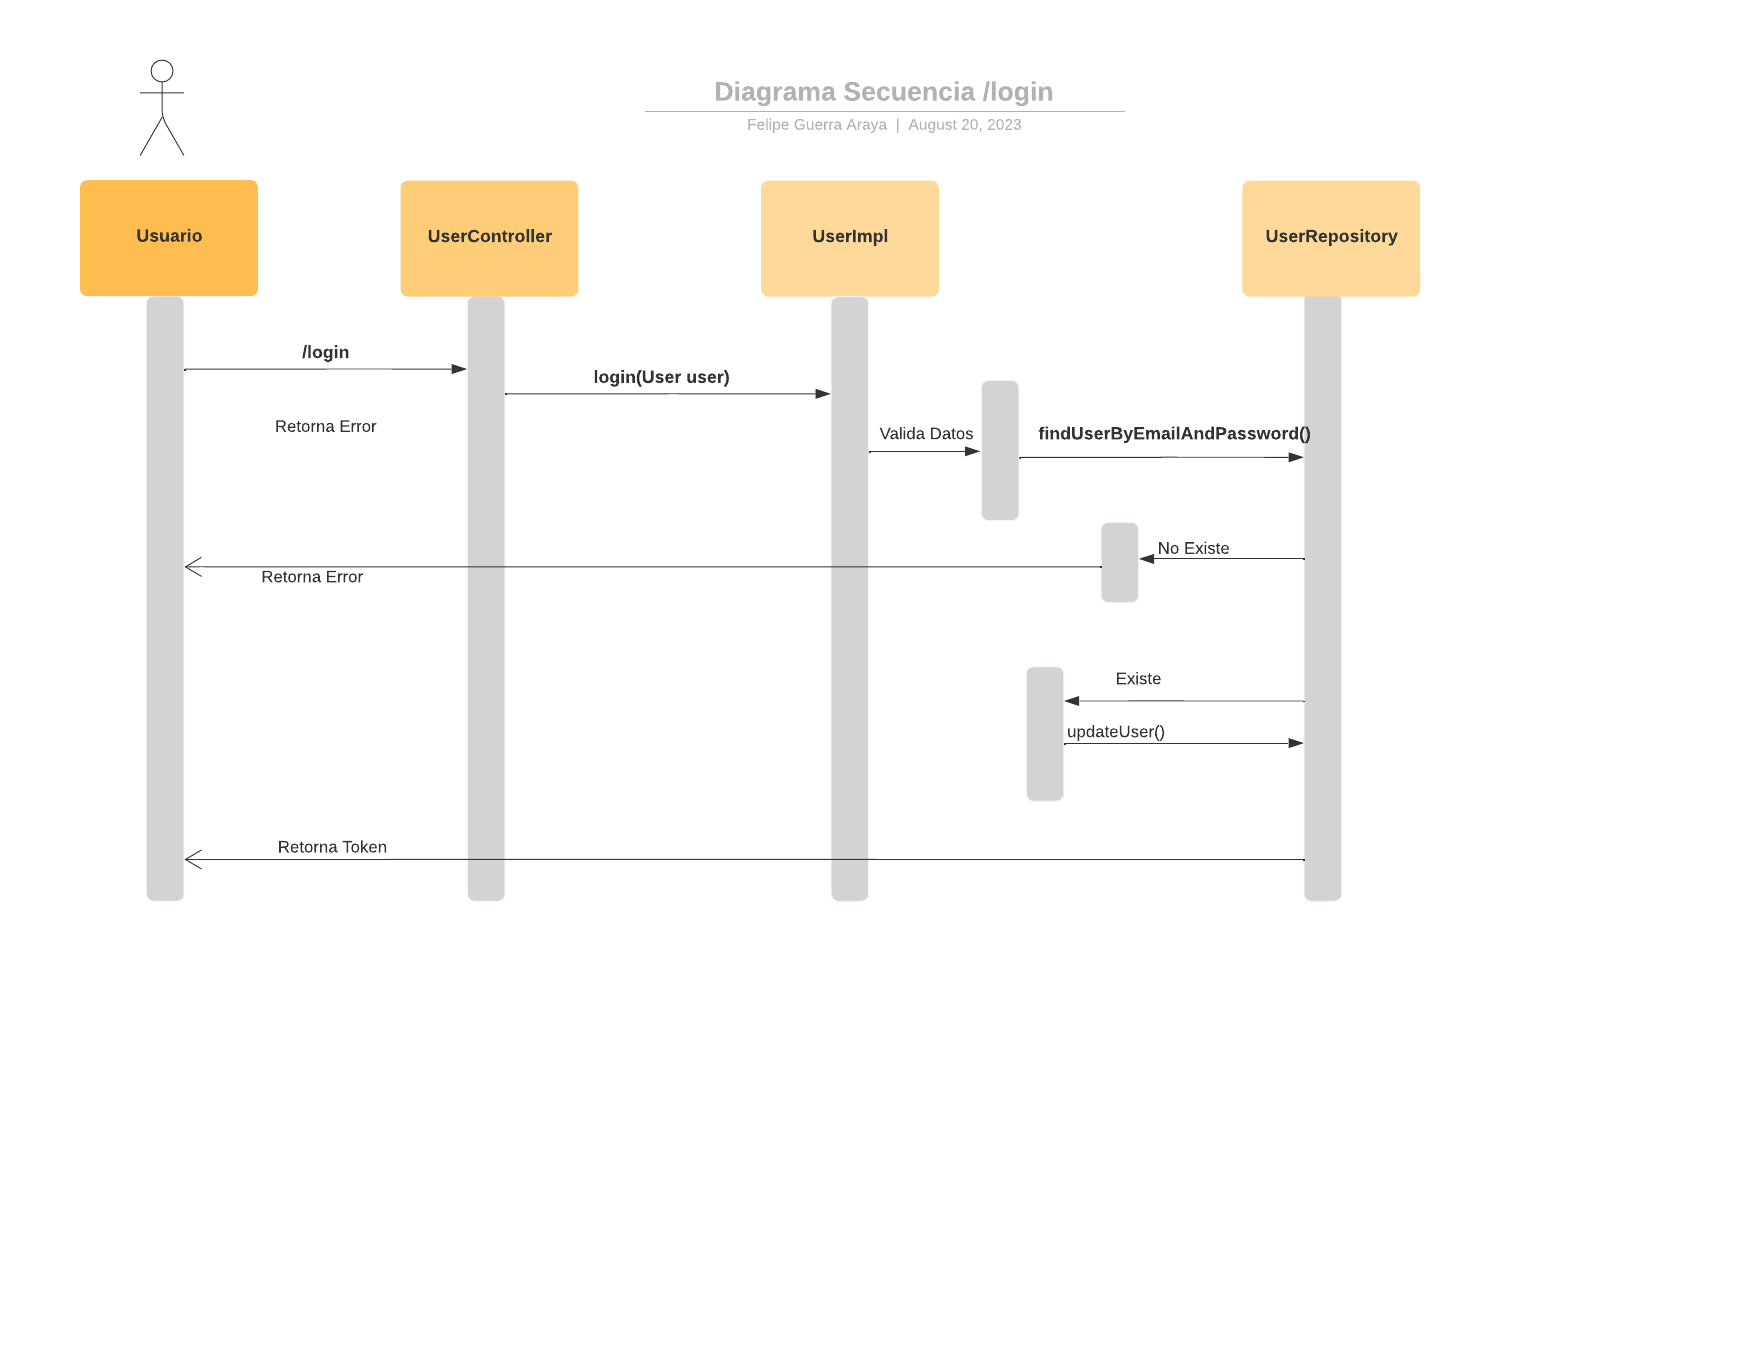 Diagrama Secuencia /login
Felipe Guerra Araya | August 20, 2023
Usuario
UserController
UserImpl
UserRepository
/login
login(User user)
Retorna Error
Valida Datos
findUserByEmailAndPassword()
No Existe
Retorna Error
Existe
updateUser()
Retorna Token